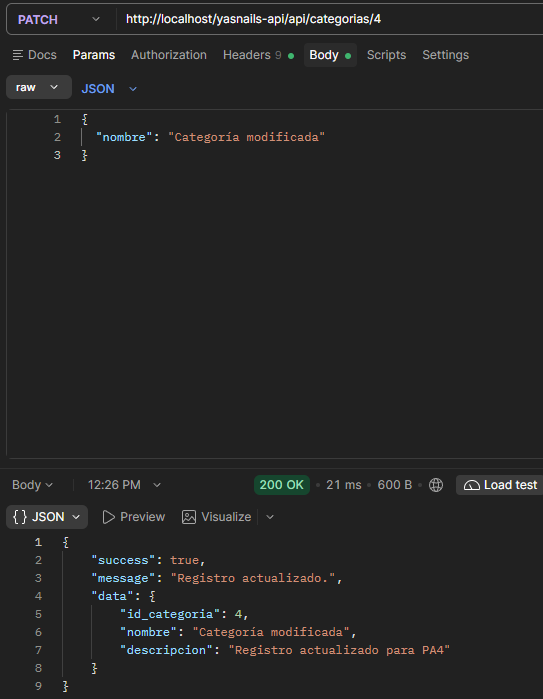 PATCH http://localhost/yasnails-api/api/categorias/4
Docs Params Authorization Headers 9 Body Scripts Settings
raw JSON
1 {
2 "nombre": "Categoría modificada"
3 }
Body 12:26 PM 200 OK • 21 ms • 600 B • Load test
{} JSON Preview Visualize
1 {
2 "success": true,
3 "message": "Registro actualizado.",
4 "data": {
5 "id_categoria": 4,
6 "nombre": "Categoría modificada",
7 "descripcion": "Registro actualizado para PA4"
8 }
9 }